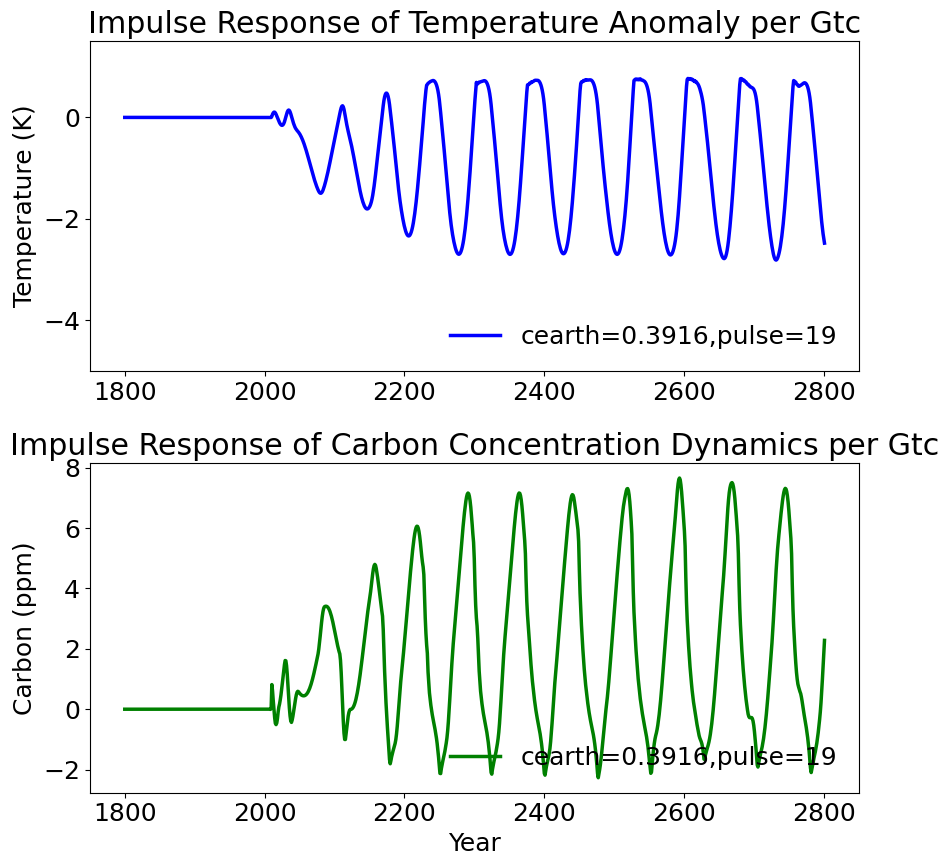 Impulse Response of Temperature Anomaly per Gtc
0
−2
−4
Temperature (K)
cearth=0.3916,pulse=19
1800 2000 2200 2400 2600 2800
Impulse Response of Carbon Concentration Dynamics per Gtc
8
6
4
2
0
−2
Carbon (ppm)
cearth=0.3916,pulse=19
1800 2000 2200 2400 2600 2800
Year